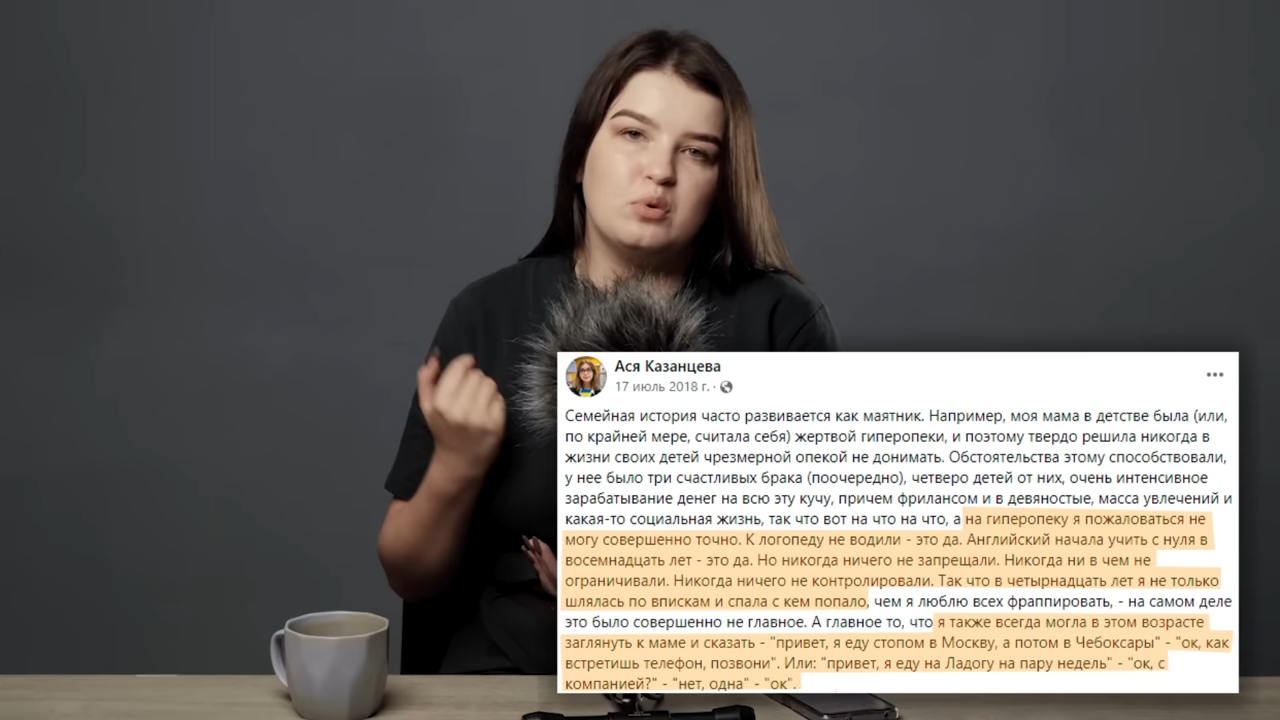 Ася Казанцева
17 июль 2018 г. ·
Семейная история часто развивается как маятник. Например, моя мама в детстве была (или,
по крайней мере, считала себя) жертвой гиперопеки, и поэтому твердо решила никогда в
жизни своих детей чрезмерной опекой не донимать. Обстоятельства этому способствовали,
у нее было три счастливых брака (поочередно), четверо детей от них, очень интенсивное
зарабатывание денег на всю эту кучу, причем фрилансом и в девяностые, масса увлечений и
какая-то социальная жизнь, так что вот на что на что, а на гиперопеку я пожаловаться не
могу совершенно точно. К логопеду не водили - это да. Английский начала учить с нуля в
восемнадцать лет - это да. Но никогда ничего не запрещали. Никогда ни в чем не
ограничивали. Никогда ничего не контролировали. Так что в четырнадцать лет я не только
шлялась по впискам и спала с кем попало, чем я люблю всех фраппировать, - на самом деле
это было совершенно не главное. А главное то, что я также всегда могла в этом возрасте
заглянуть к маме и сказать - "привет, я еду стопом в Москву, а потом в Чебоксары" - "ок, как
встретишь телефон, позвони". Или: "привет, я еду на Ладогу на пару недель" - "ок, с
компанией?" - "нет, одна" - "ок".